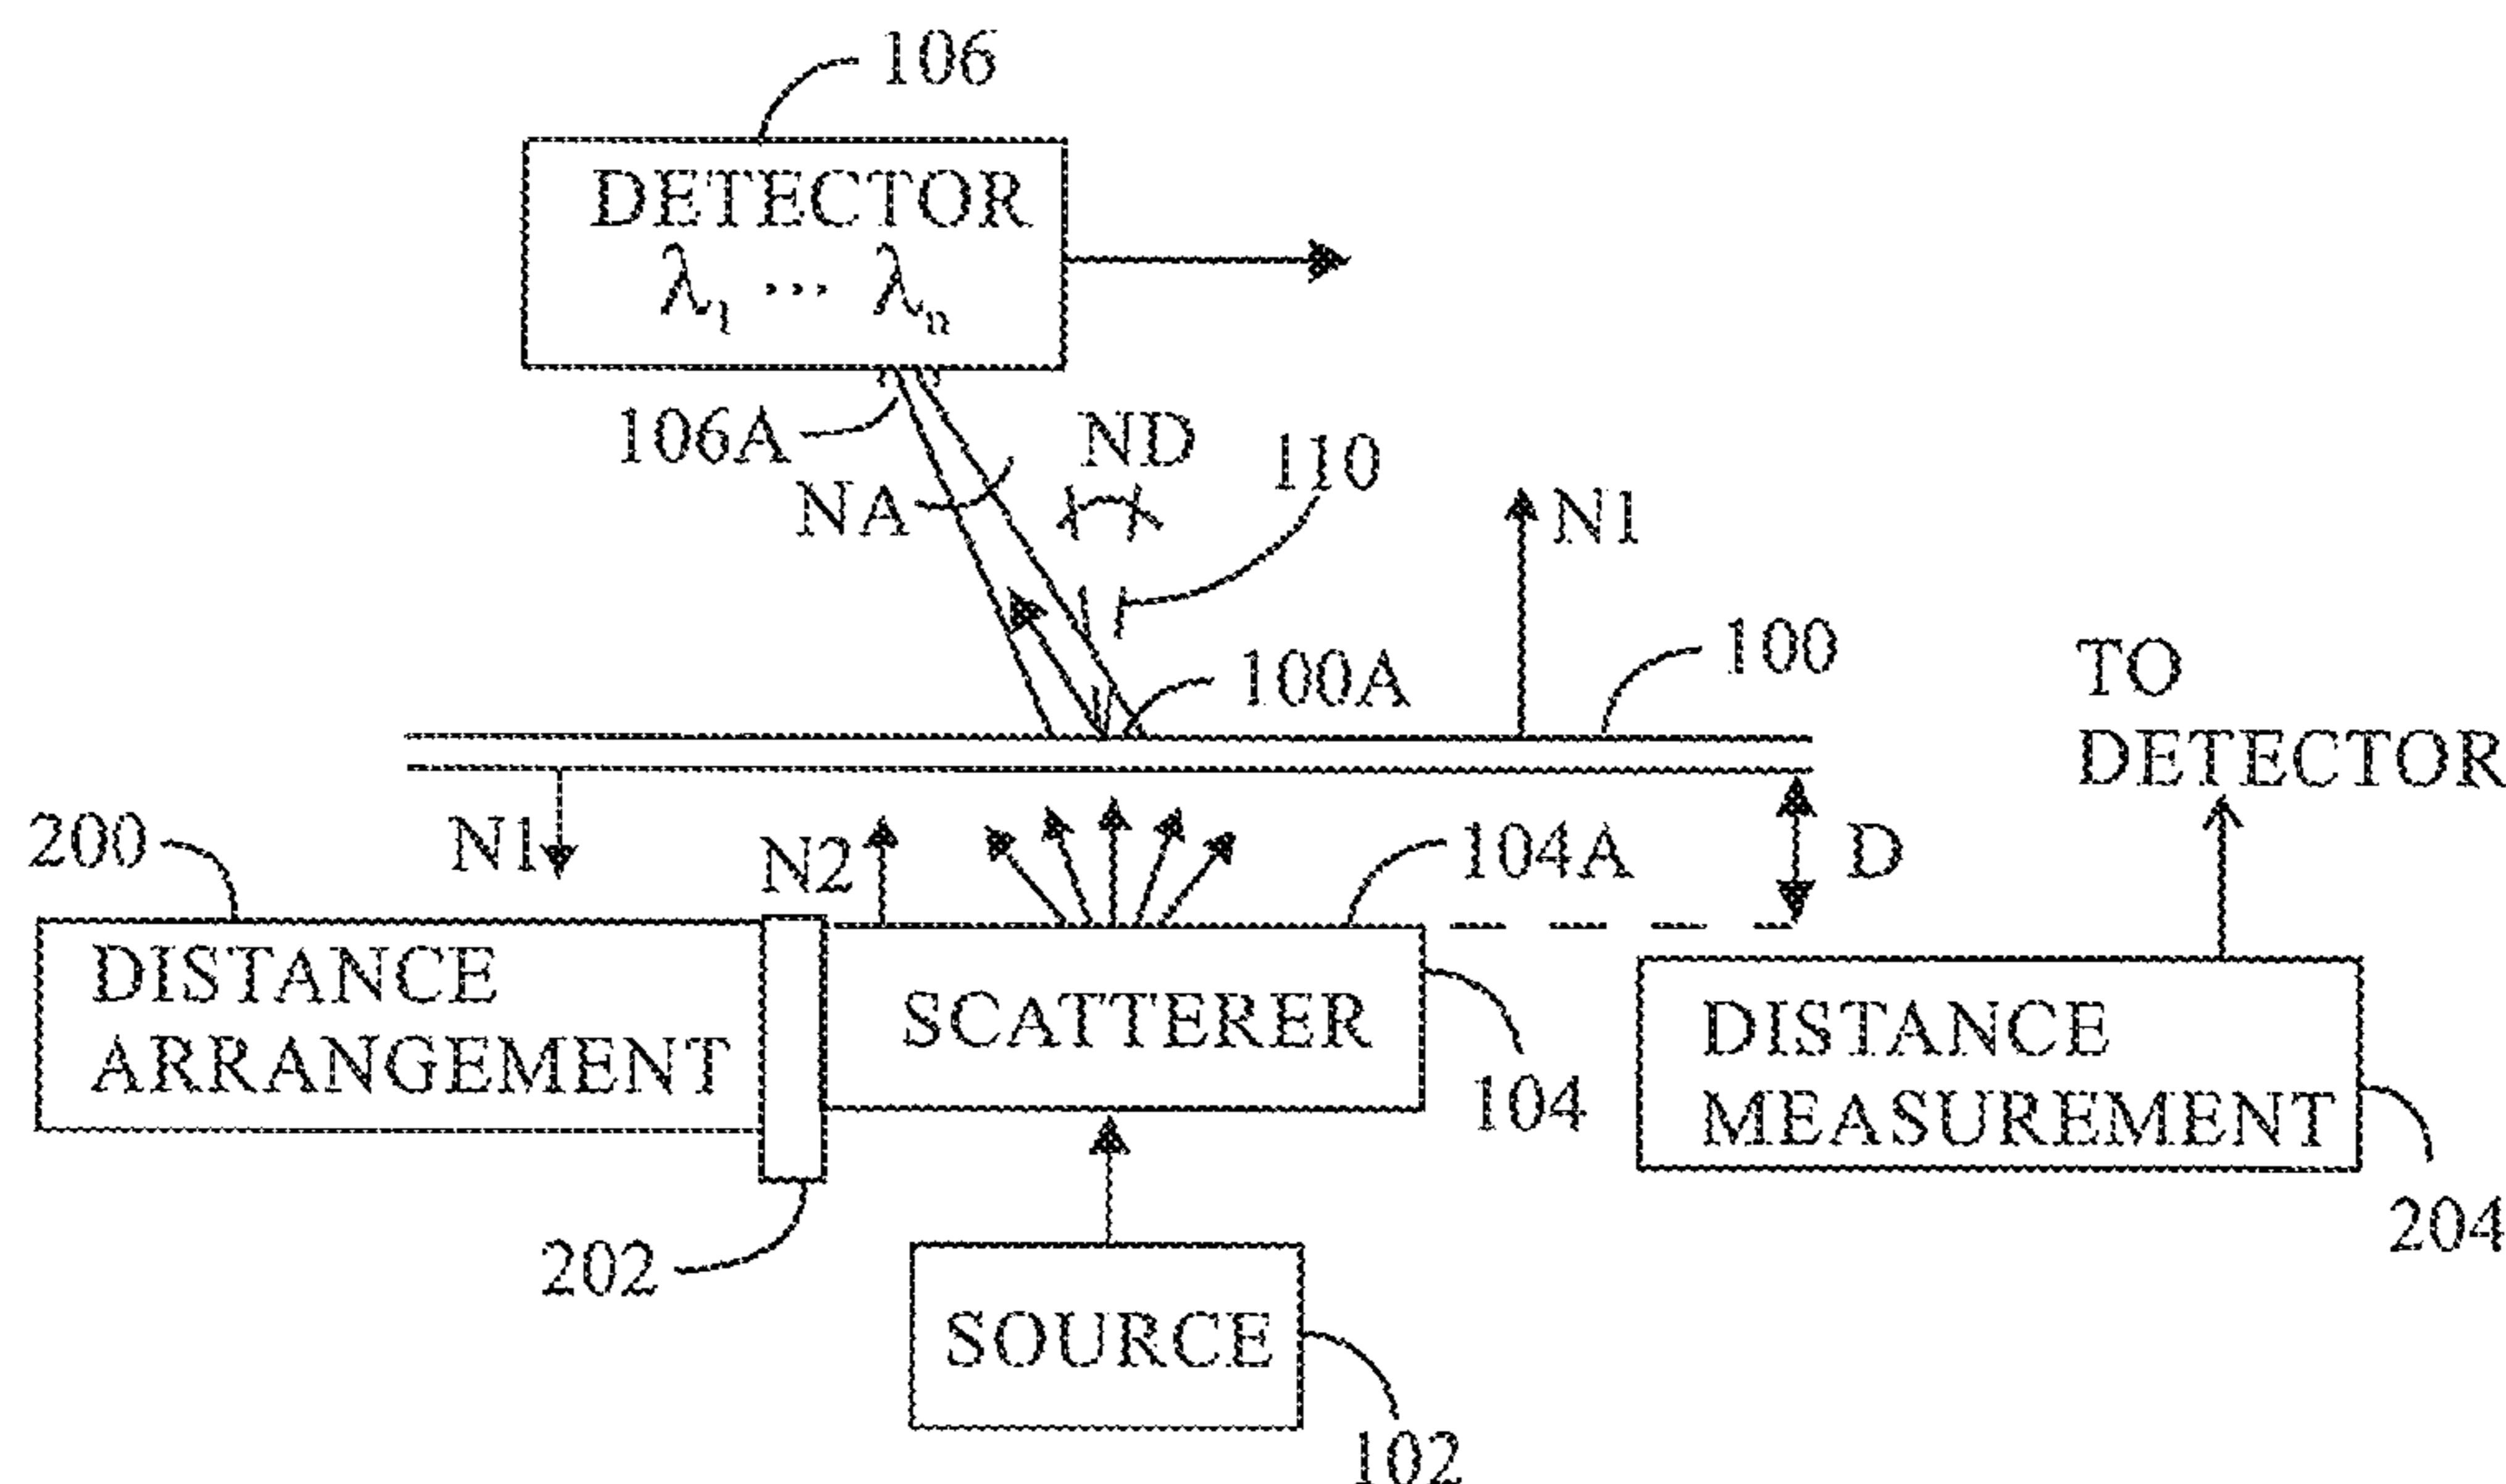 106
DETECTOR
λ1 ... λn
106A
ND
110
NA
N1
100
100A
TO
DETECTOR
200
N1
N2
104A
D
DISTANCE
ARRANGEMENT
SCATTERER
DISTANCE
MEASUREMENT
104
204
202
SOURCE
102